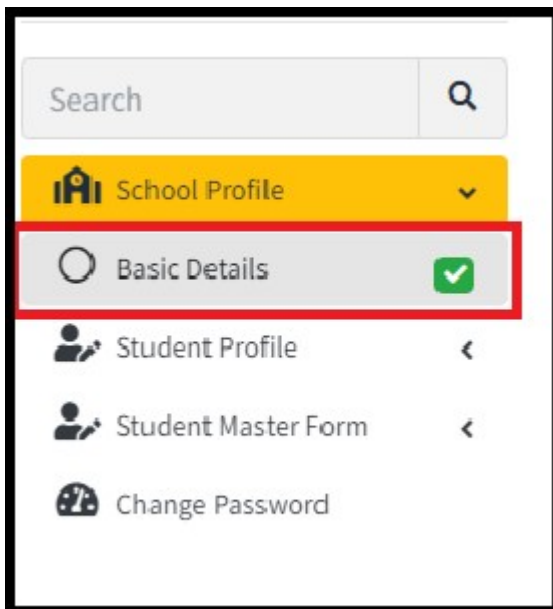 Search
School Profile
Basic Details
Student Profile
Student Master Form
Change Password